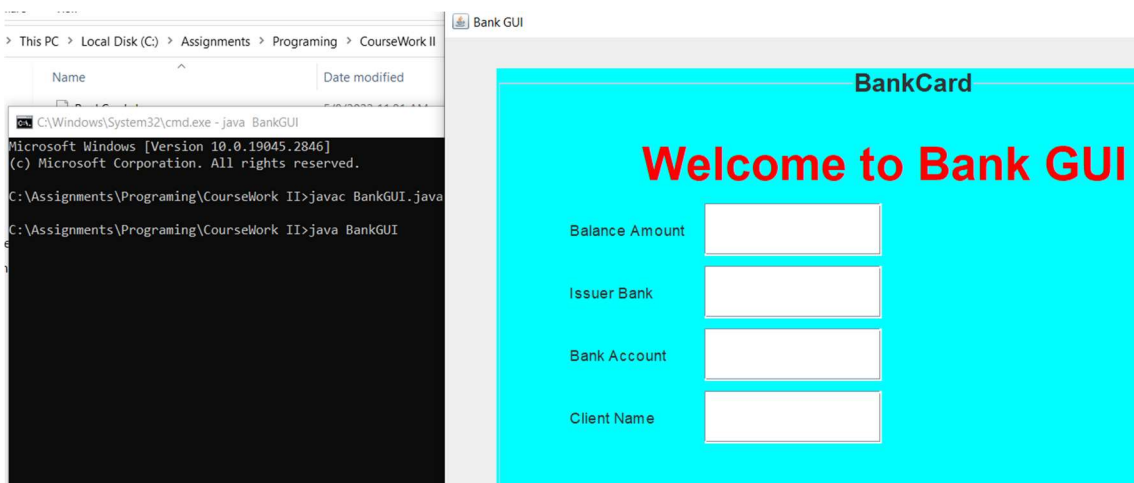 Bank GUI
> This PC > Local Disk (C:) > Assignments > Programing > CourseWork II
Name Date modified
C:\Windows\System32\cmd.exe - java BankGUI
Microsoft Windows [Version 10.0.19045.2846]
(c) Microsoft Corporation. All rights reserved.
C:\Assignments\Programing\CourseWork II>javac BankGUI.java
C:\Assignments\Programing\CourseWork II>java BankGUI
BankCard
Welcome to Bank GUI
Balance Amount
Issuer Bank
Bank Account
Client Name